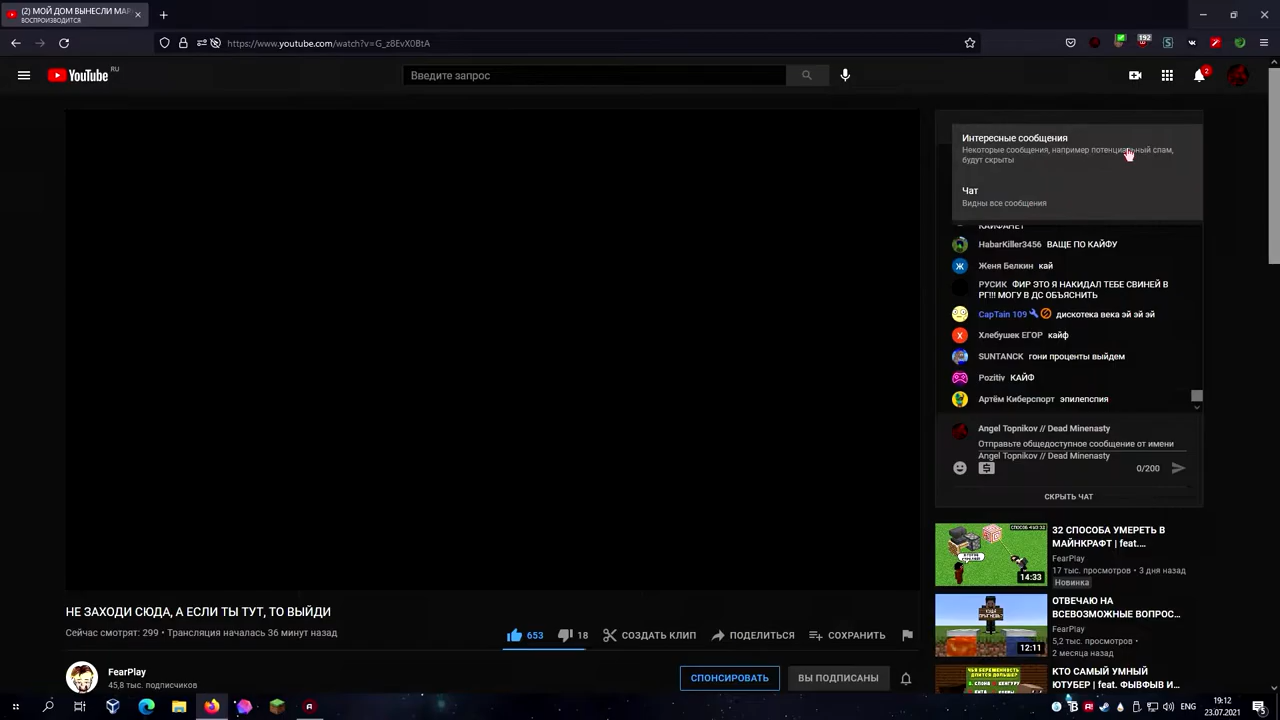 (2) МОЙ ДОМ ВЫНЕСЛИ МАР
ВОСПРОИЗВОДИТСЯ
https://www.youtube.com/watch?v=G_z8EvX0BtA
192
YouTube
RU
Введите запрос
2
Интересные сообщения
Некоторые сообщения, например потенциальный спам,
будут скрыты
Чат
Видны все сообщения
КАЙФАНЕТ
HabarKiller3456 ВАЩЕ ПО КАЙФУ
Ж
Женя Белкин кай
РУСИК ФИР ЭТО Я НАКИДАЛ ТЕБЕ СВИНЕЙ В
РГ!!! МОГУ В ДС ОБЪЯСНИТЬ
CapTain 109 дискотека века эй эй эй
Х
Хлебушек ЕГОР кайф
SUNTANCK гони проценты выйдем
Pozitiv КАЙФ
Артём Киберспорт эпилепспия
Angel Topnikov // Dead Minenasty
Отправьте общедоступное сообщение от имени
Angel Topnikov // Dead Minenasty
0/200
СКРЫТЬ ЧАТ
32 СПОСОБА УМЕРЕТЬ В
МАЙНКРАФТ | feat....
FearPlay
17 тыс. просмотров • 3 дня назад
Новинка
14:33
ОТВЕЧАЮ НА
ВСЕВОЗМОЖНЫЕ ВОПРОС...
FearPlay
5,2 тыс. просмотров •
2 месяца назад
12:11
КТО САМЫЙ УМНЫЙ
ЮТУБЕР | feat. ФЫВФЫВ И...
НЕ ЗАХОДИ СЮДА, А ЕСЛИ ТЫ ТУТ, ТО ВЫЙДИ
Сейчас смотрят: 299 • Трансляция началась 36 минут назад
653
18
СОЗДАТЬ КЛИП
ПОДЕЛИТЬСЯ
СОХРАНИТЬ
FearPlay
45,8 тыс. подписчиков
СПОНСИРОВАТЬ
ВЫ ПОДПИСАНЫ
ENG
19:12
23.07.2021
5